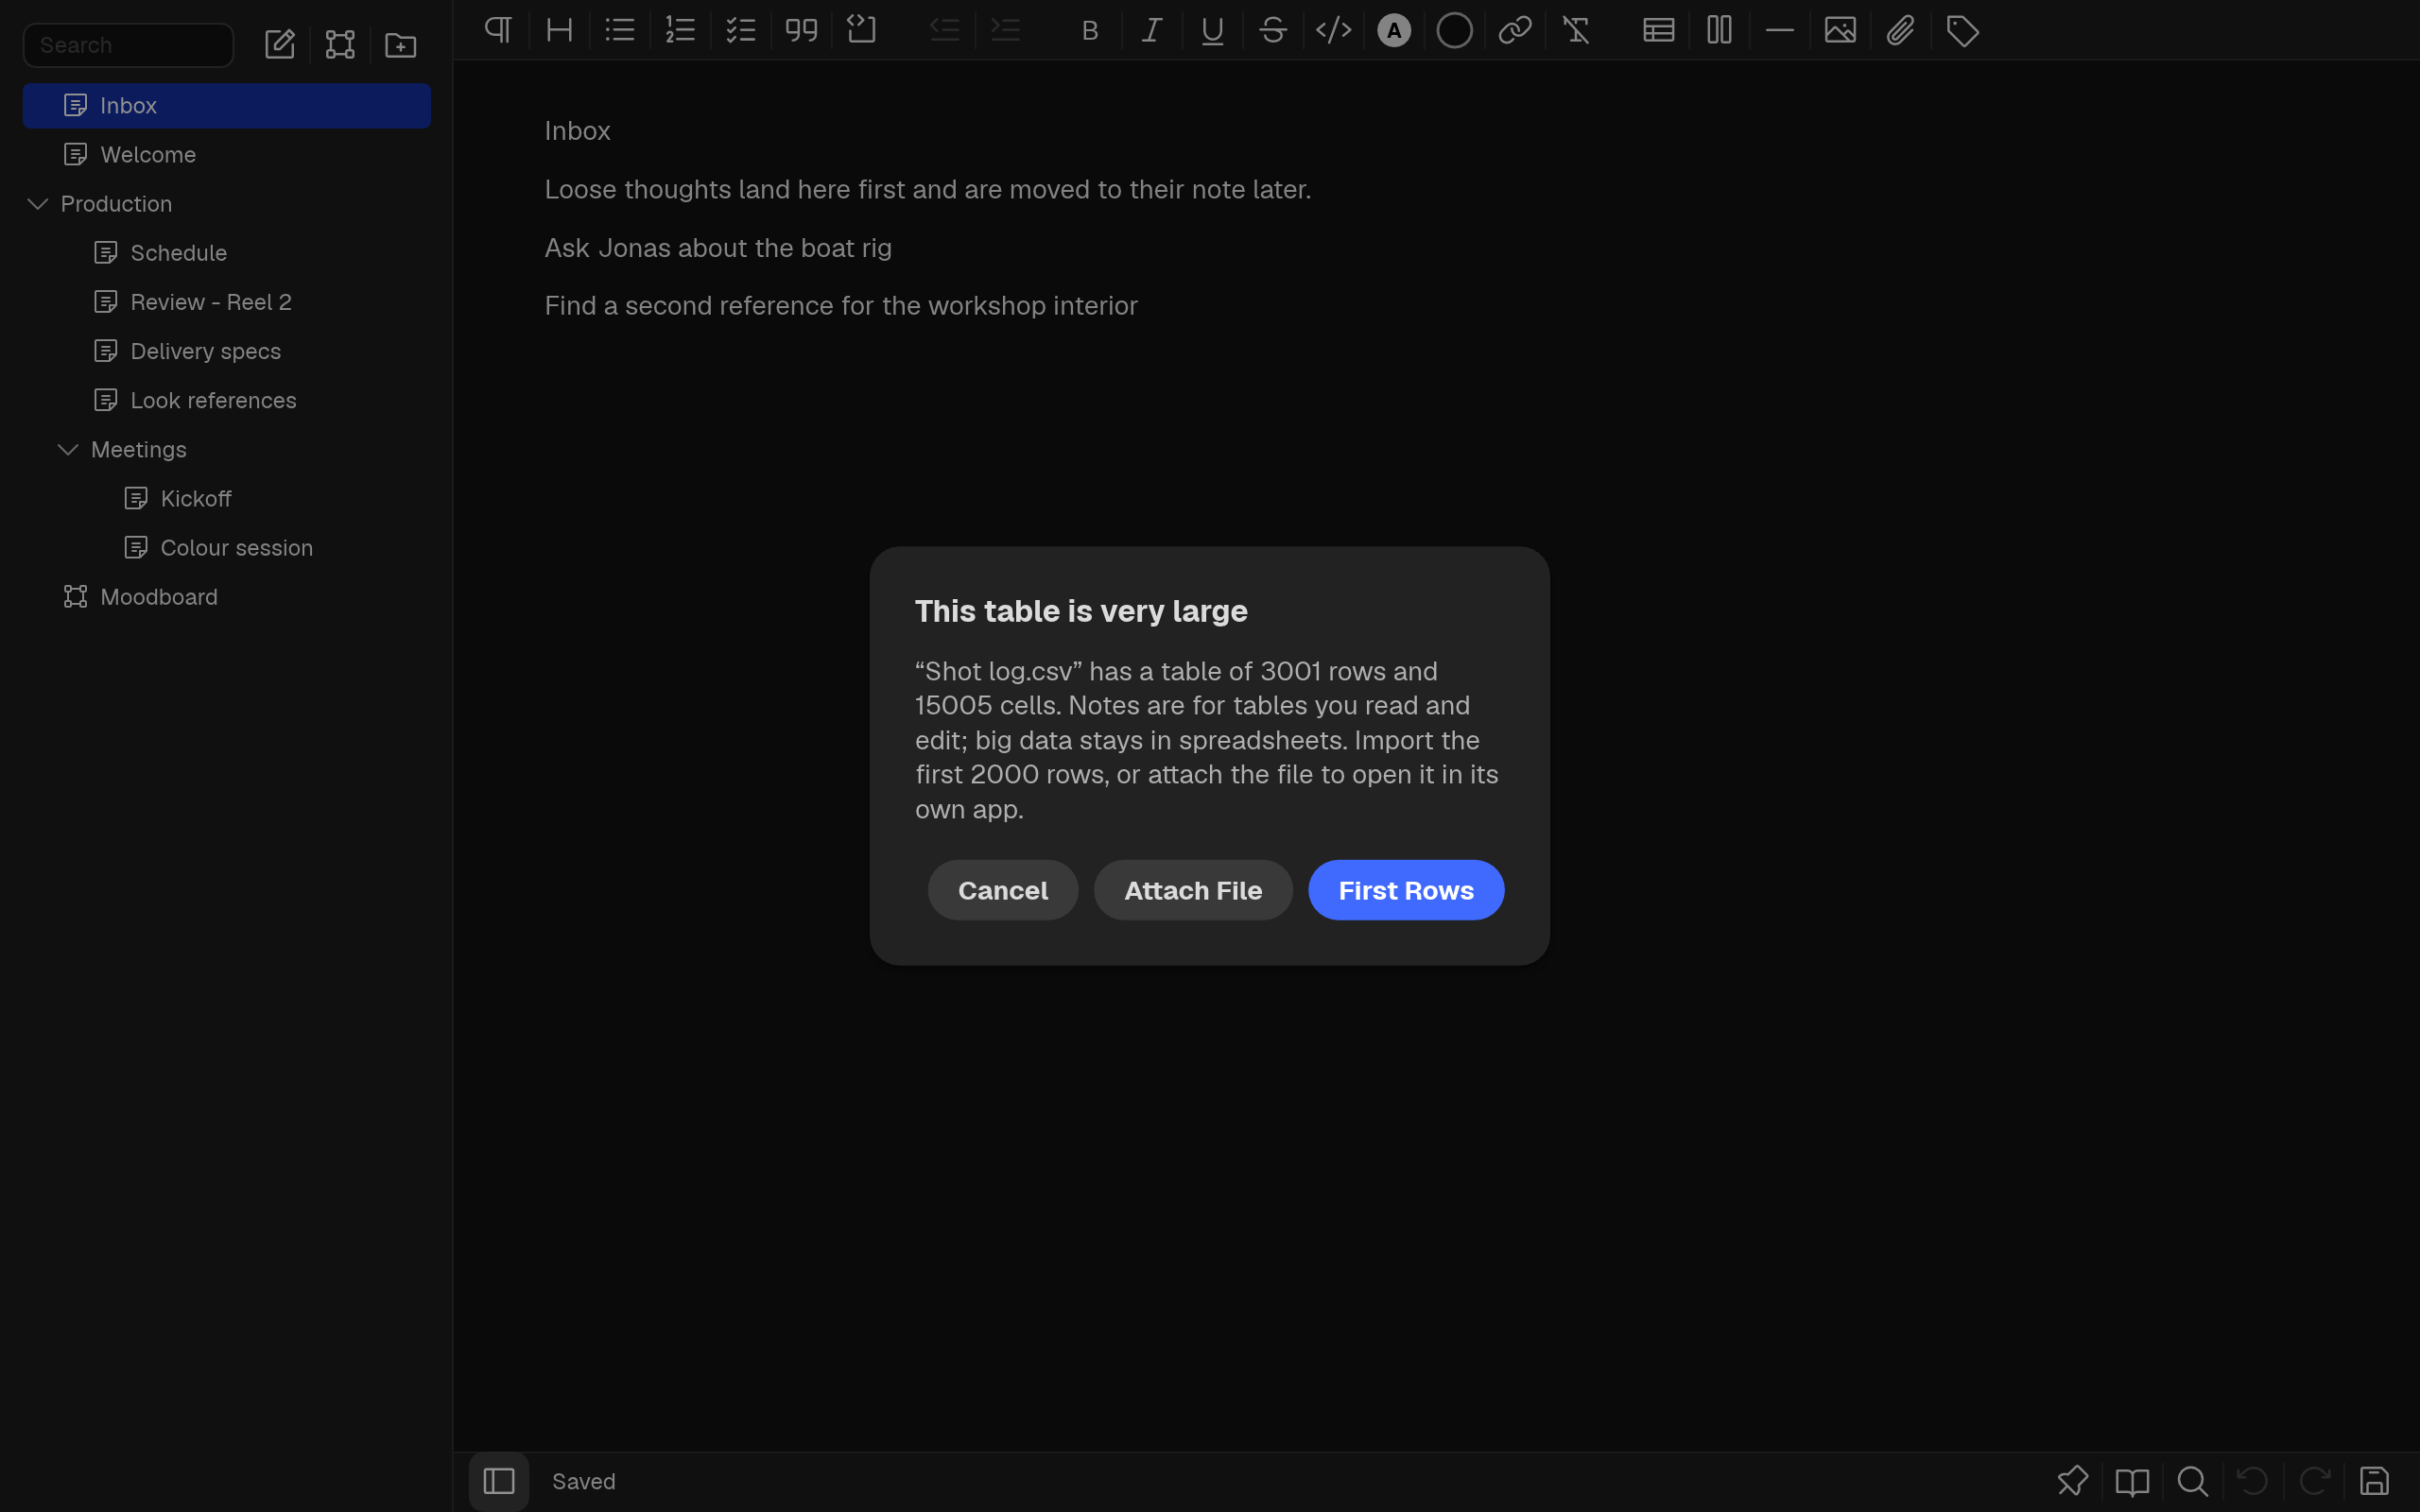 Search
Inbox
Welcome
Production
Schedule
Review - Reel 2
Delivery specs
Look references
Meetings
Kickoff
Colour session
Moodboard
Inbox
Loose thoughts land here first and are moved to their note later.
Ask Jonas about the boat rig
Find a second reference for the workshop interior
This table is very large
“Shot log.csv” has a table of 3001 rows and
15005 cells. Notes are for tables you read and
edit; big data stays in spreadsheets. Import the
first 2000 rows, or attach the file to open it in its
own app.
Cancel
Attach File
First Rows
Saved